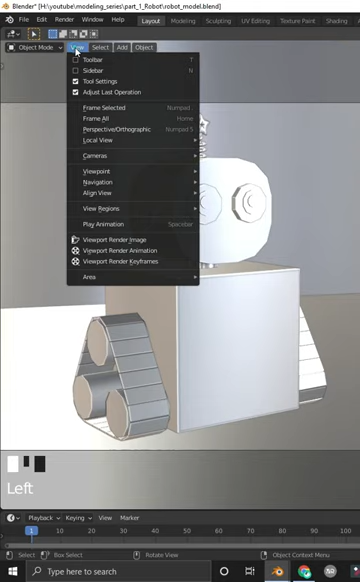 Blender* [H:\youtube\modeling_series\part_1_Robot\robot_model.blend]
File Edit Render Window Help Layout Modeling Sculpting UV Editing Texture Paint
Object Mode View Select Add Object
Toolbar T
Sidebar N
Tool Settings
Adjust Last Operation
Frame Selected Numpad .
Frame All Home
Perspective/Orthographic Numpad 5
Local View
Cameras
Viewpoint
Navigation
Align View
View Regions
Play Animation Spacebar
Viewport Render Image
Viewport Render Animation
Viewport Render Keyframes
Area
Left
Playback Keying View Marker
1 10 20 30 40 50 60 70 80 90 100
Select Box Select Rotate View Object Context Menu
Type here to search